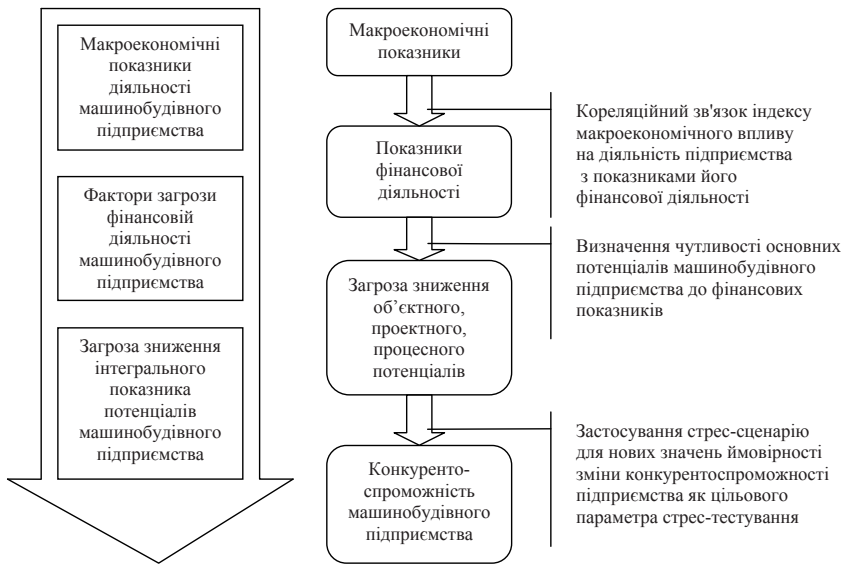 Макроекономічні
показники
діяльності
машинобудівного
підприємства
Фактори загрози
фінансовій
діяльності
машинобудівного
підприємства
Загроза зниження
інтегрального
показника
потенціалів
машинобудівного
підприємства
Макроекономічні
показники
Показники
фінансової
діяльності
Загроза зниження
об’єктного,
проектного,
процесного
потенціалів
Конкуренто-
спроможність
машинобудівного
підприємства
Кореляційний зв'язок індексу
макроекономічного впливу
на діяльність підприємства
з показниками його
фінансової діяльності
Визначення чутливості основних
потенціалів машинобудівного
підприємства до фінансових
показників
Застосування стрес-сценарію
для нових значень ймовірності
зміни конкурентоспроможності
підприємства як цільового
параметра стрес-тестування